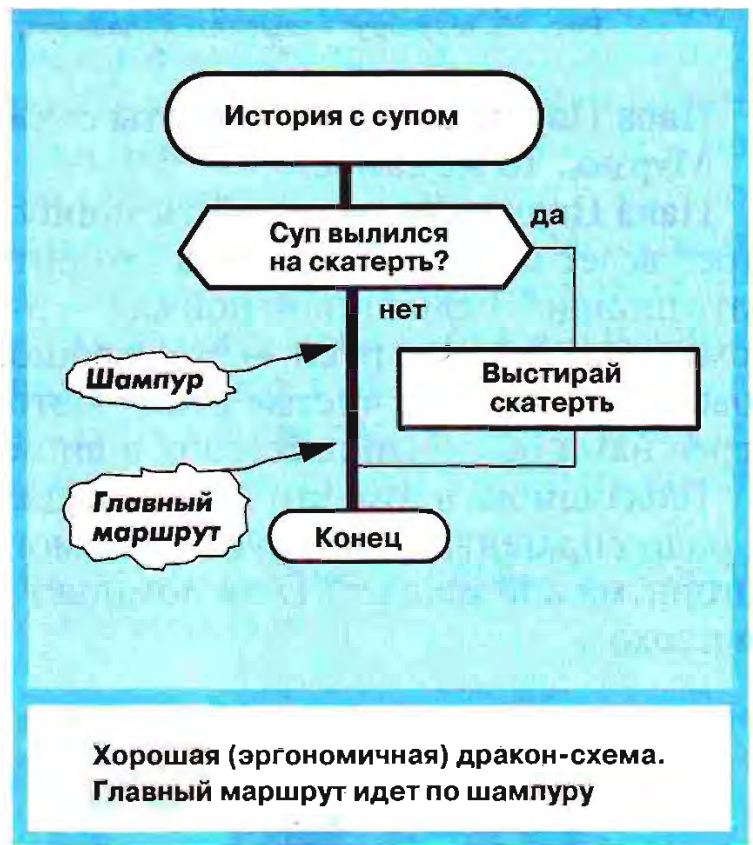 История с супом
Суп вылился
на скатерть?
да
нет
Шампур
Выстирай
скатерть
Главный
маршрут
Конец
Хорошая (эргономичная) дракон-схема.
Главный маршрут идет по шампуру